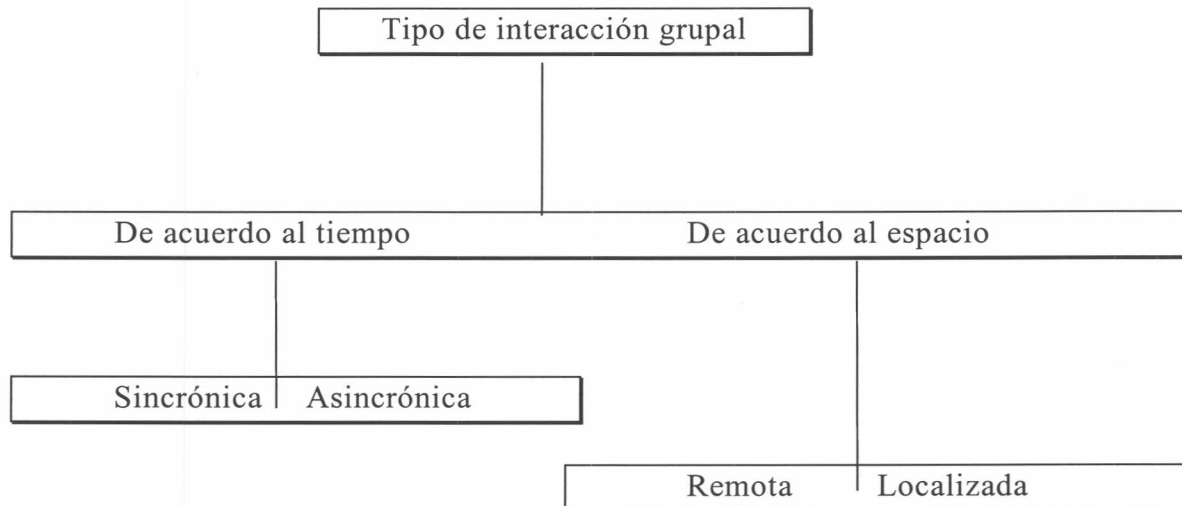 Tipo de interacción grupal
De acuerdo al tiempo De acuerdo al espacio
Sincrónica Asincrónica
Remota Localizada